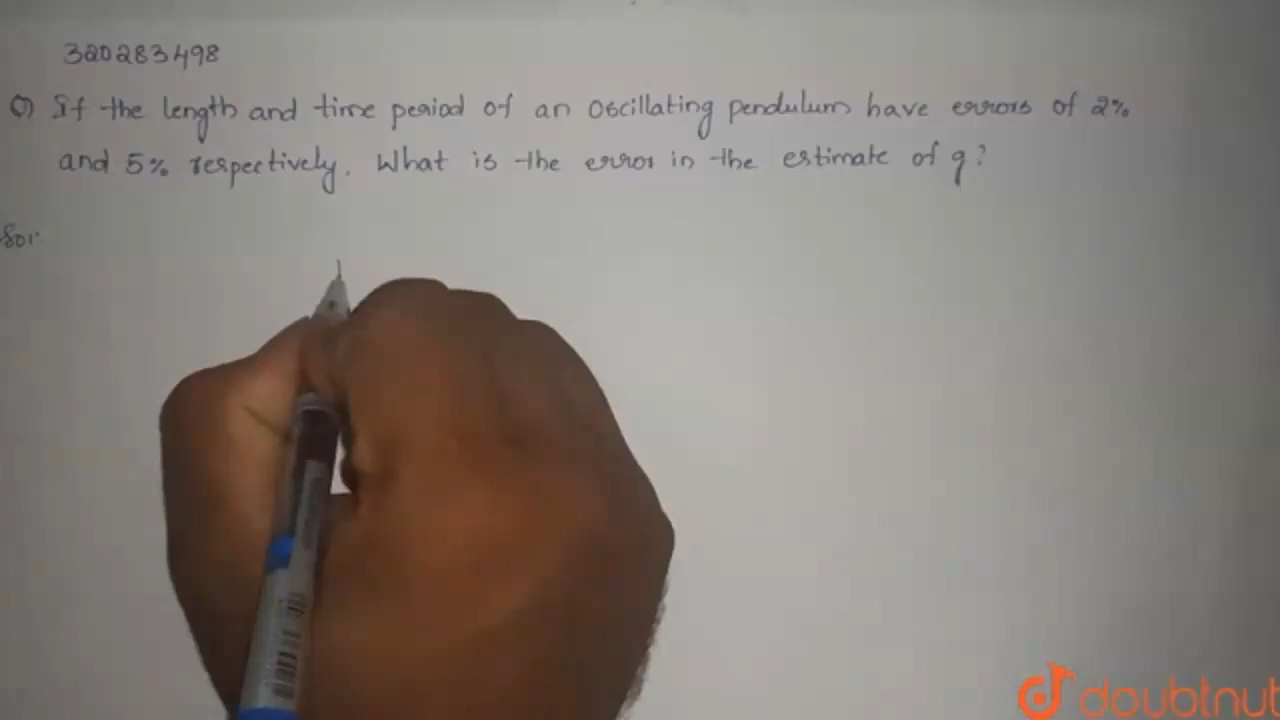 320283498
Q) If the length and time period of an oscillating pendulum have errors of 2%
and 5% respectively. What is the error in the estimate of g?
Sol.
doubtnut